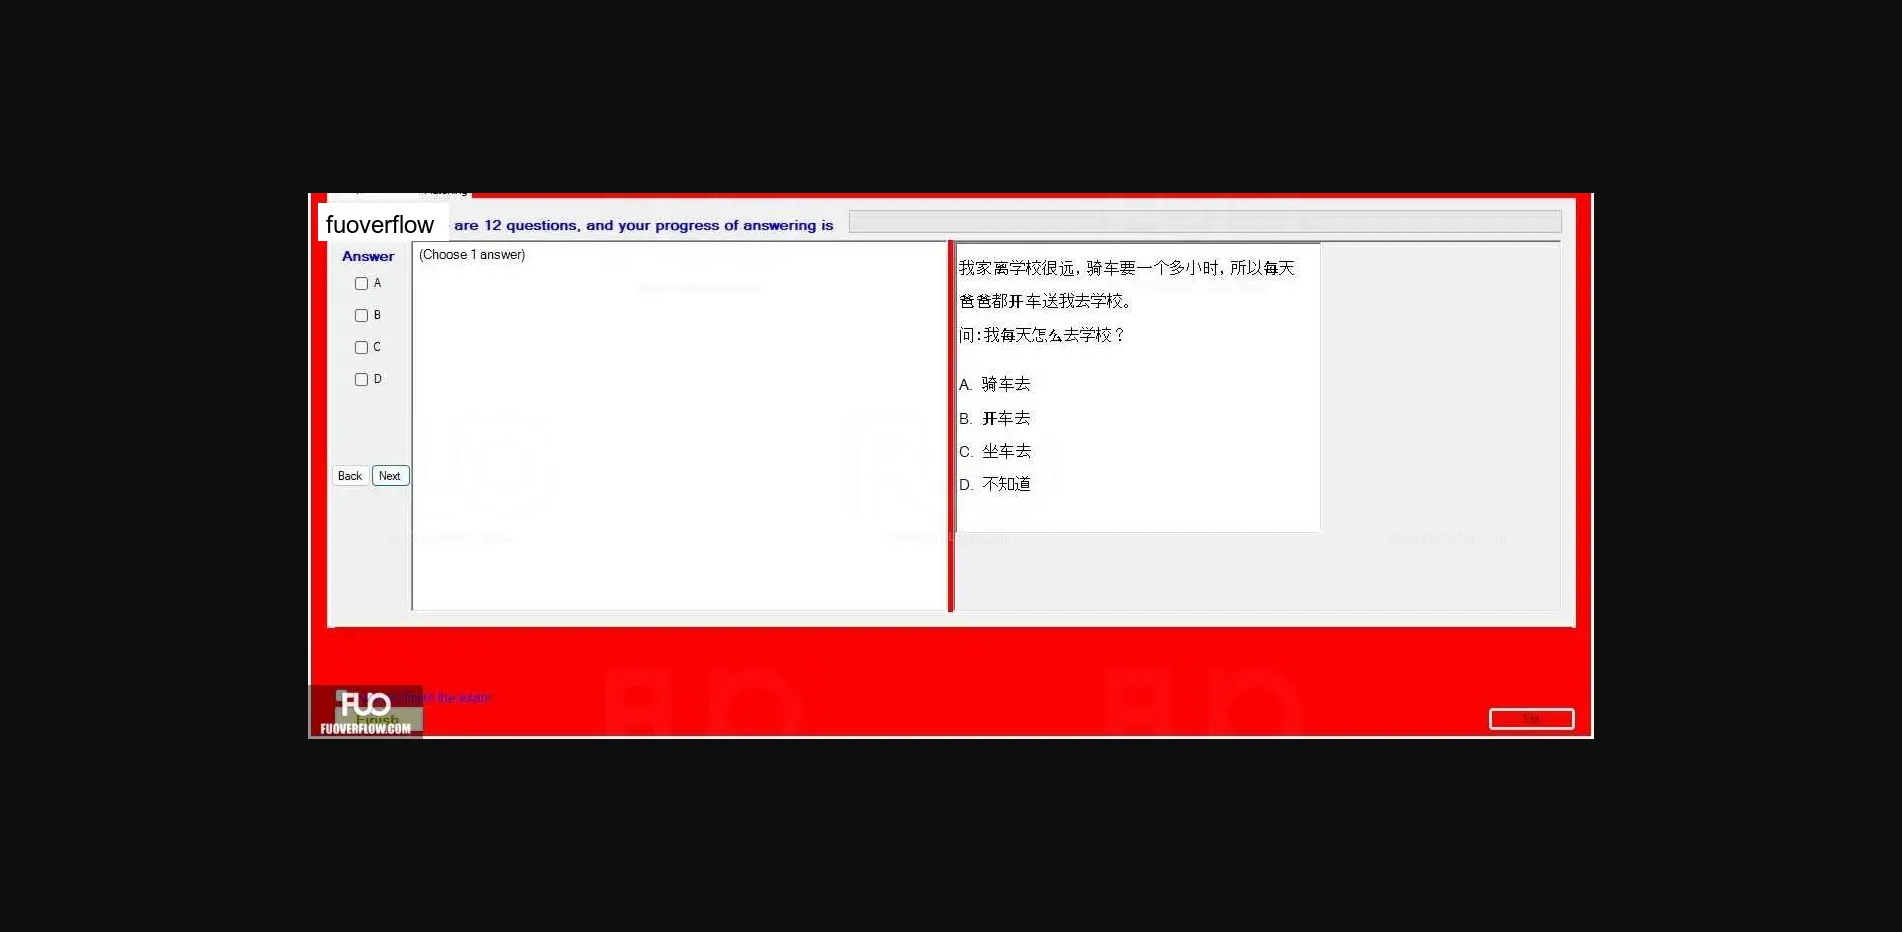 fuoverflow are 12 questions, and your progress of answering is
Answer
(Choose 1 answer)
A
B
C
D
Back Next
我家离学校很远, 骑车要一个多小时, 所以每天
爸爸都开车送我去学校。
问:我每天怎么去学校?
A. 骑车去
B. 开车去
C. 坐车去
D. 不知道
the exam
Finish
FUO
FUOVERFLOW.COM
Exit